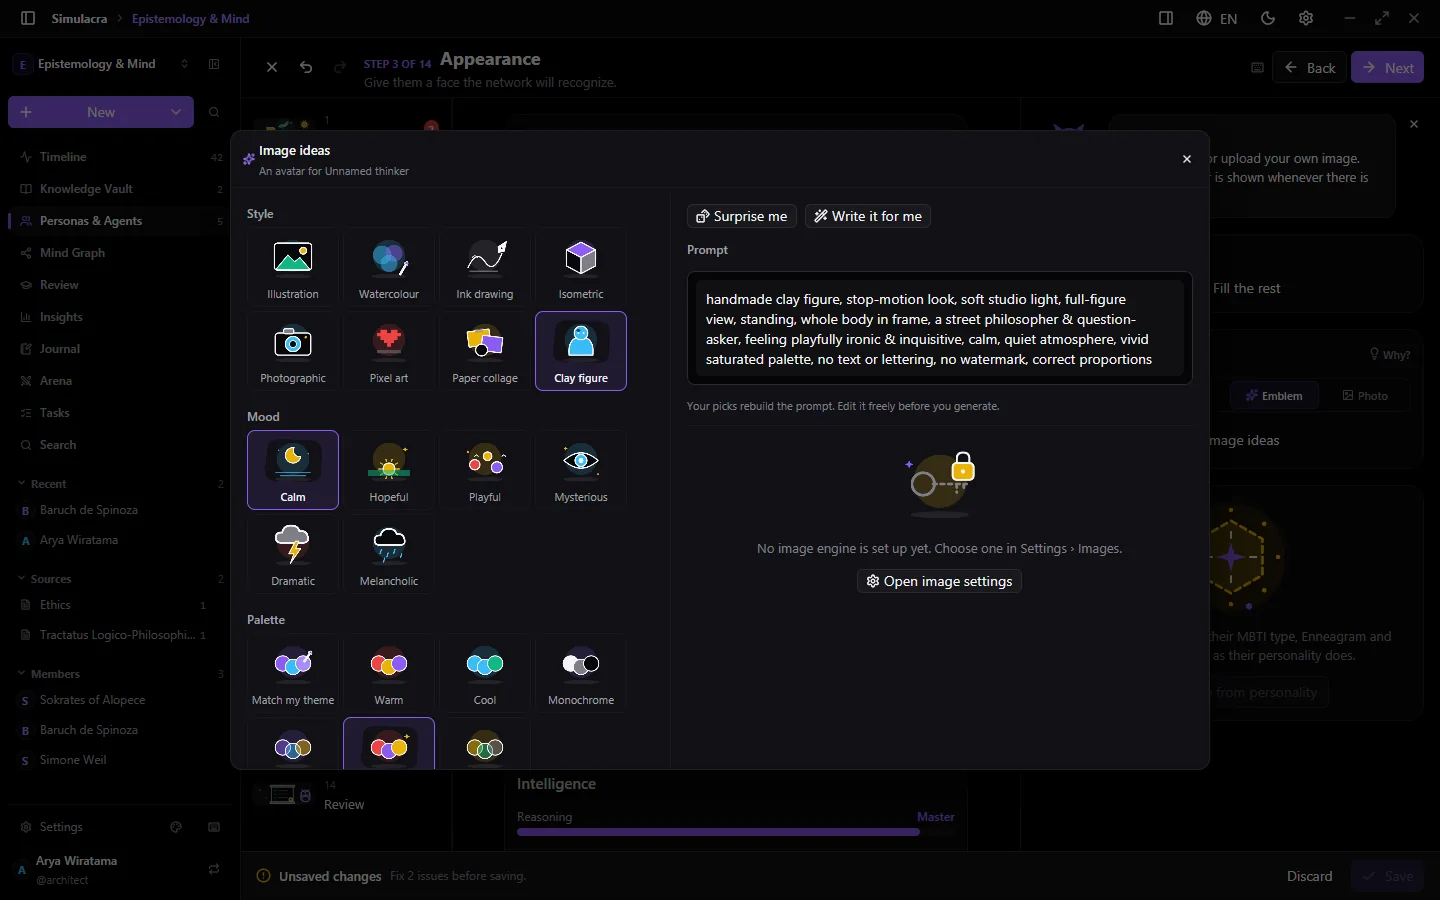 Simulacra
Epistemology & Mind
EN
E
Epistemology & Mind
New
Timeline
42
Knowledge Vault
2
Personas & Agents
5
Mind Graph
Review
Insights
Journal
Arena
Tasks
Search
Recent
2
B
Baruch de Spinoza
A
Arya Wiratama
Sources
2
Ethics
1
Tractatus Logico-Philosophi...
1
Members
3
S
Sokrates of Alopece
B
Baruch de Spinoza
S
Simone Weil
Settings
A
Arya Wiratama
@architect
STEP 3 OF 14
Appearance
Give them a face the network will recognize.
Back
Next
1
Image ideas
An avatar for Unnamed thinker
Style
Illustration
Watercolour
Ink drawing
Isometric
Photographic
Pixel art
Paper collage
Clay figure
Mood
Calm
Hopeful
Playful
Mysterious
Dramatic
Melancholic
Palette
Match my theme
Warm
Cool
Monochrome
Surprise me
Write it for me
Prompt
handmade clay figure, stop-motion look, soft studio light, full-figure
view, standing, whole body in frame, a street philosopher & question-
asker, feeling playfully ironic & inquisitive, calm, quiet atmosphere, vivid
saturated palette, no text or lettering, no watermark, correct proportions
Your picks rebuild the prompt. Edit it freely before you generate.
No image engine is set up yet. Choose one in Settings › Images.
Open image settings
or upload your own image.
is shown whenever there is
Fill the rest
Why?
Emblem
Photo
mage ideas
their MBTI type, Enneagram and
as their personality does.
from personality
14
Review
Intelligence
Reasoning
Master
Unsaved changes
Fix 2 issues before saving.
Discard
Save